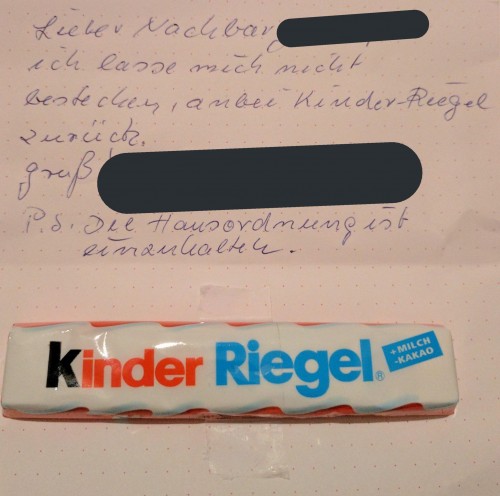 Lieber Nachbar
ich lasse mich nicht
bestechen, anbei Kinder-Riegel
zurück.
gruß
P.S. Die Hausordnung ist
einzuhalten.
kinder Riegel®
+MILCH
-KAKAO